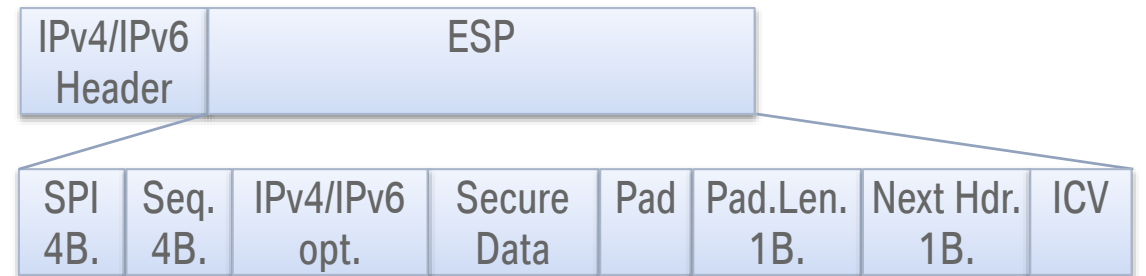 IPv4/IPv6 ESP
Header
SPI Seq. IPv4/IPv6 Secure Pad Pad.Len. Next Hdr. ICV
4B. 4B. opt. Data 1B. 1B.